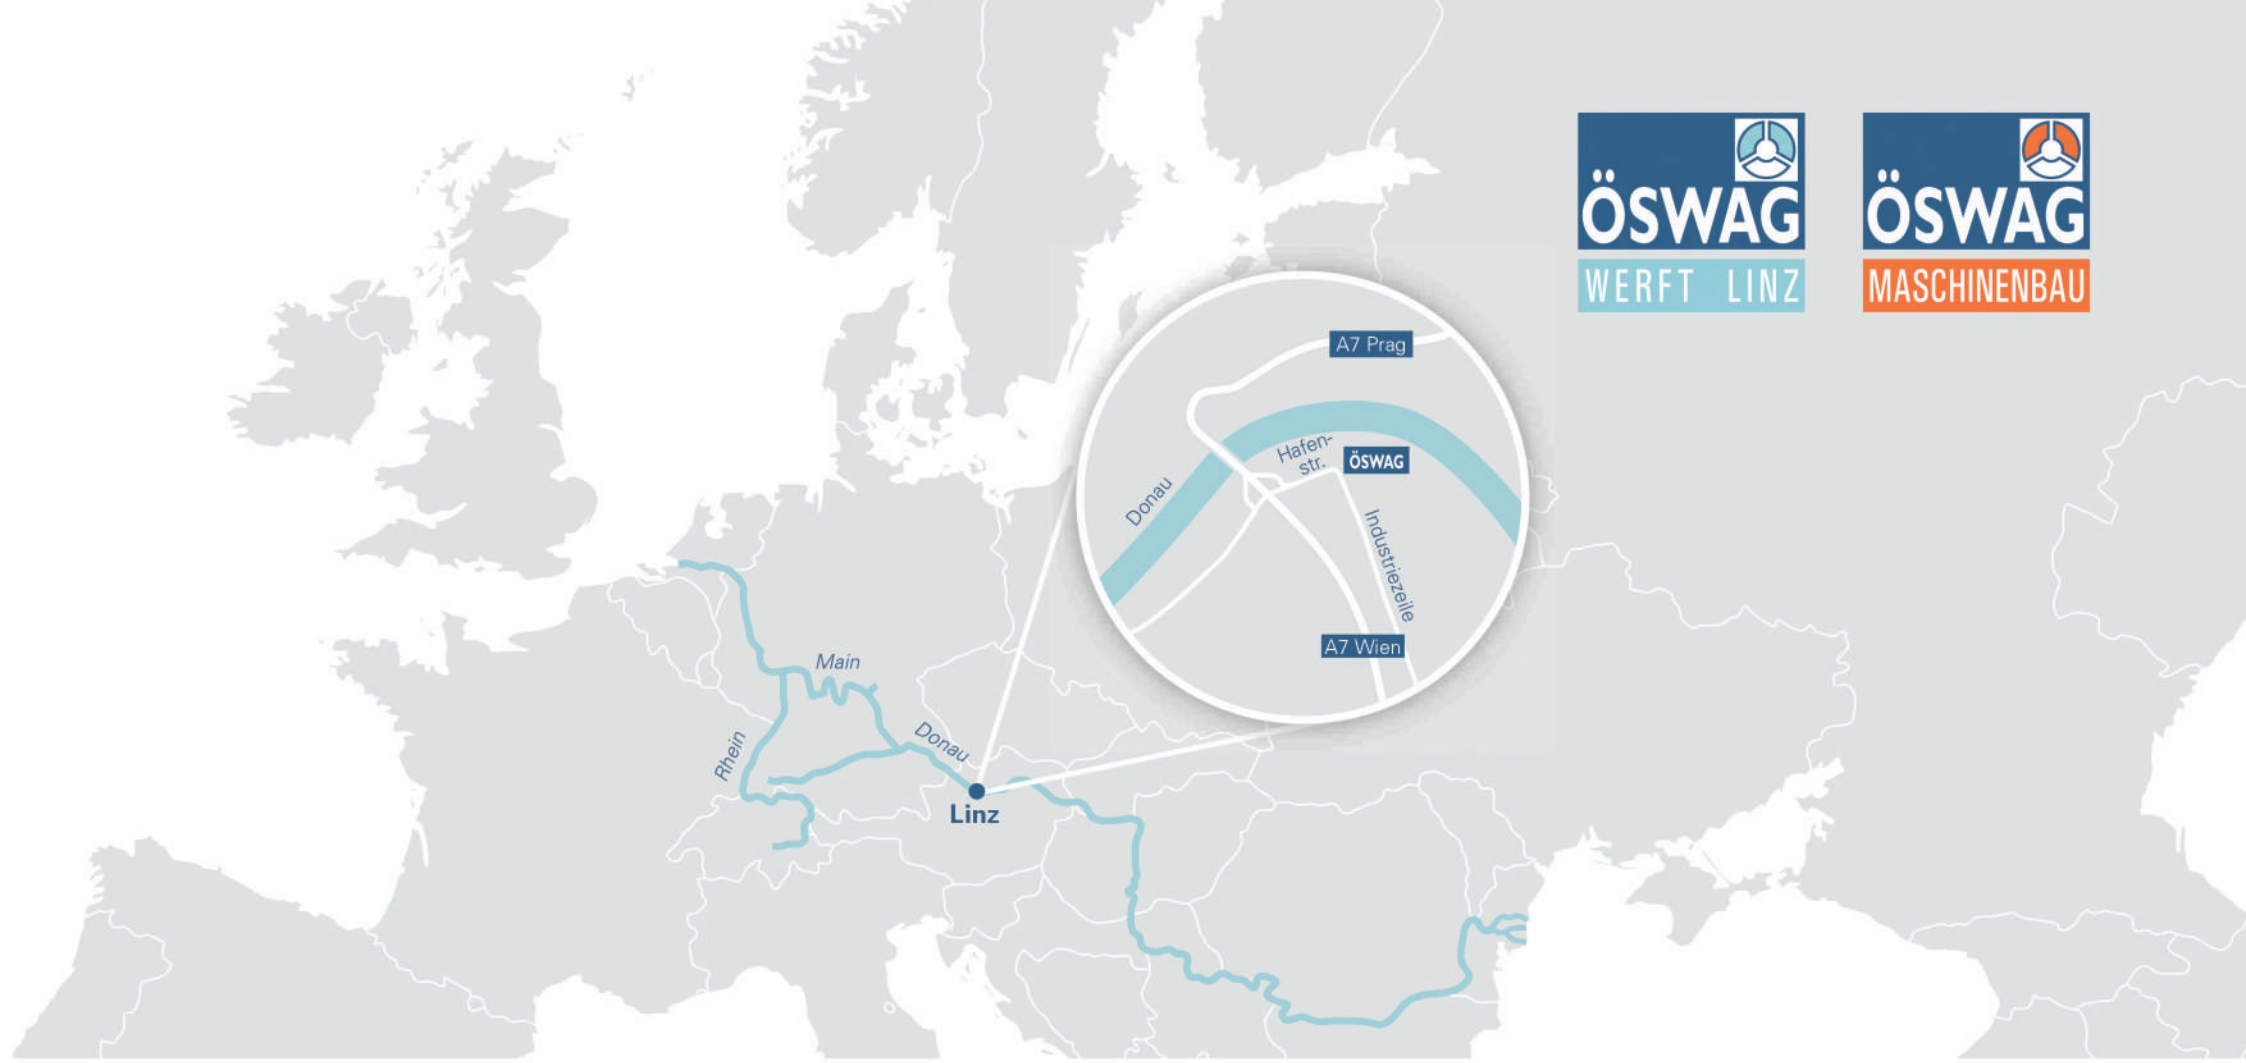 ÖSWAG
WERFT LINZ
ÖSWAG
MASCHINENBAU
A7 Prag
Hafen-
str.
ÖSWAG
Donau
Industriezeile
A7 Wien
Main
Rhein
Donau
Linz